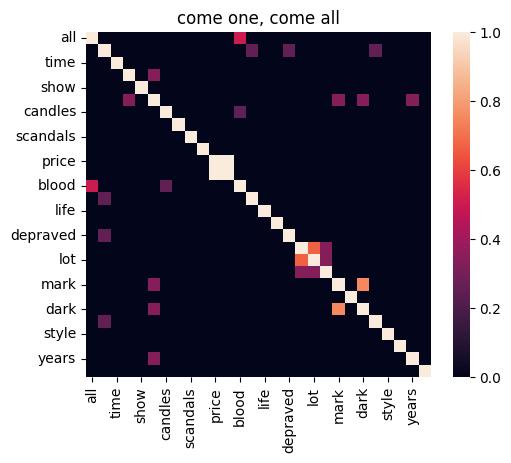 come one, come all
all
time
show
candles
scandals
price
blood
life
depraved
lot
mark
dark
style
years
1.0
0.8
0.6
0.4
0.2
0.0
all
time
show
candles
scandals
price
blood
life
depraved
lot
mark
dark
style
years